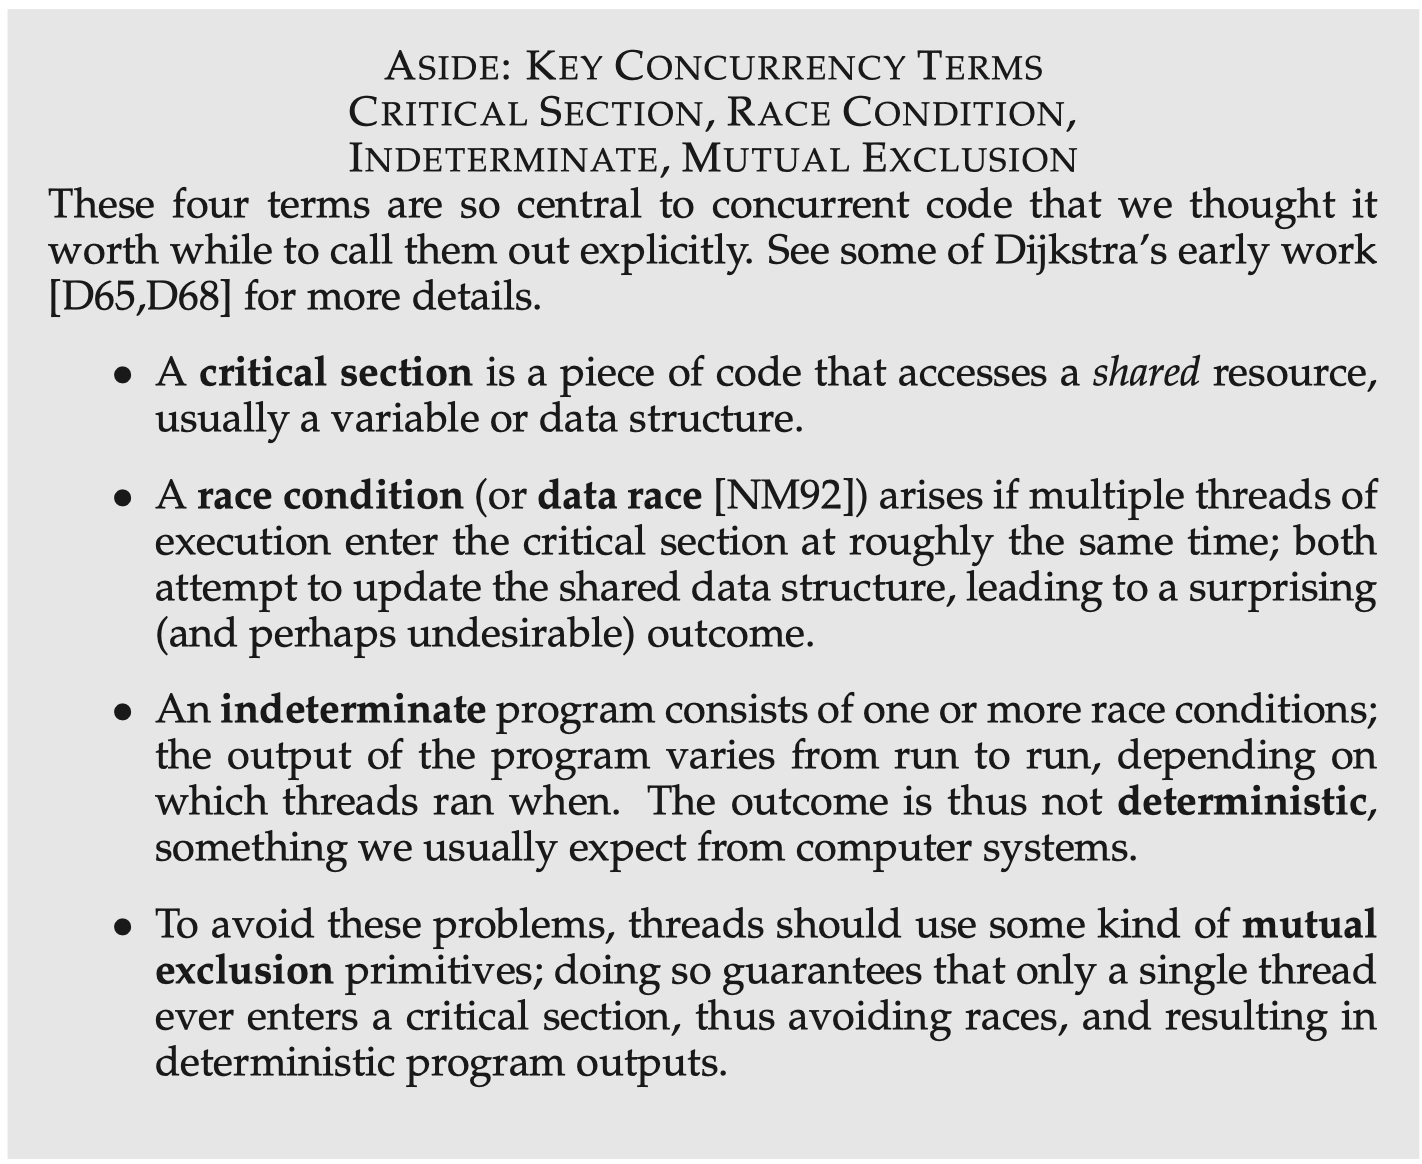 ASIDE: KEY CONCURRENCY TERMS
CRITICAL SECTION, RACE CONDITION,
INDETERMINATE, MUTUAL EXCLUSION
These four terms are so central to concurrent code that we thought it
worth while to call them out explicitly. See some of Dijkstra's early work
[D65,D68] for more details.
• A critical section is a piece of code that accesses a shared resource,
usually a variable or data structure.
• A race condition (or data race [NM92]) arises if multiple threads of
execution enter the critical section at roughly the same time; both
attempt to update the shared data structure, leading to a surprising
(and perhaps undesirable) outcome.
• An indeterminate program consists of one or more race conditions;
the output of the program varies from run to run, depending on
which threads ran when. The outcome is thus not deterministic,
something we usually expect from computer systems.
• To avoid these problems, threads should use some kind of mutual
exclusion primitives; doing so guarantees that only a single thread
ever enters a critical section, thus avoiding races, and resulting in
deterministic program outputs.